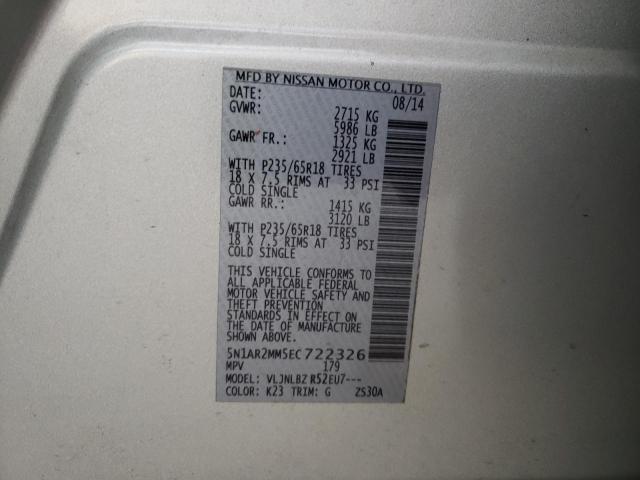 MFD BY NISSAN MOTOR CO., LTD.
DATE: 08/14
GVWR: 2715 KG
5986 LB
GAWR FR.: 1325 KG
2921 LB
WITH P235/65R18 TIRES
18 X 7.5 RIMS AT 33 PSI
COLD SINGLE
GAWR RR.: 1415 KG
3120 LB
WITH P235/65R18 TIRES
18 X 7.5 RIMS AT 33 PSI
COLD SINGLE
THIS VEHICLE CONFORMS TO
ALL APPLICABLE FEDERAL
MOTOR VEHICLE SAFETY AND
THEFT PREVENTION
STANDARDS IN EFFECT ON
THE DATE OF MANUFACTURE
SHOWN ABOVE.
5N1AR2MM5EC722326
MPV 179
MODEL: VLJNLBZ R52EU7---
COLOR: K23 TRIM: G ZS30A